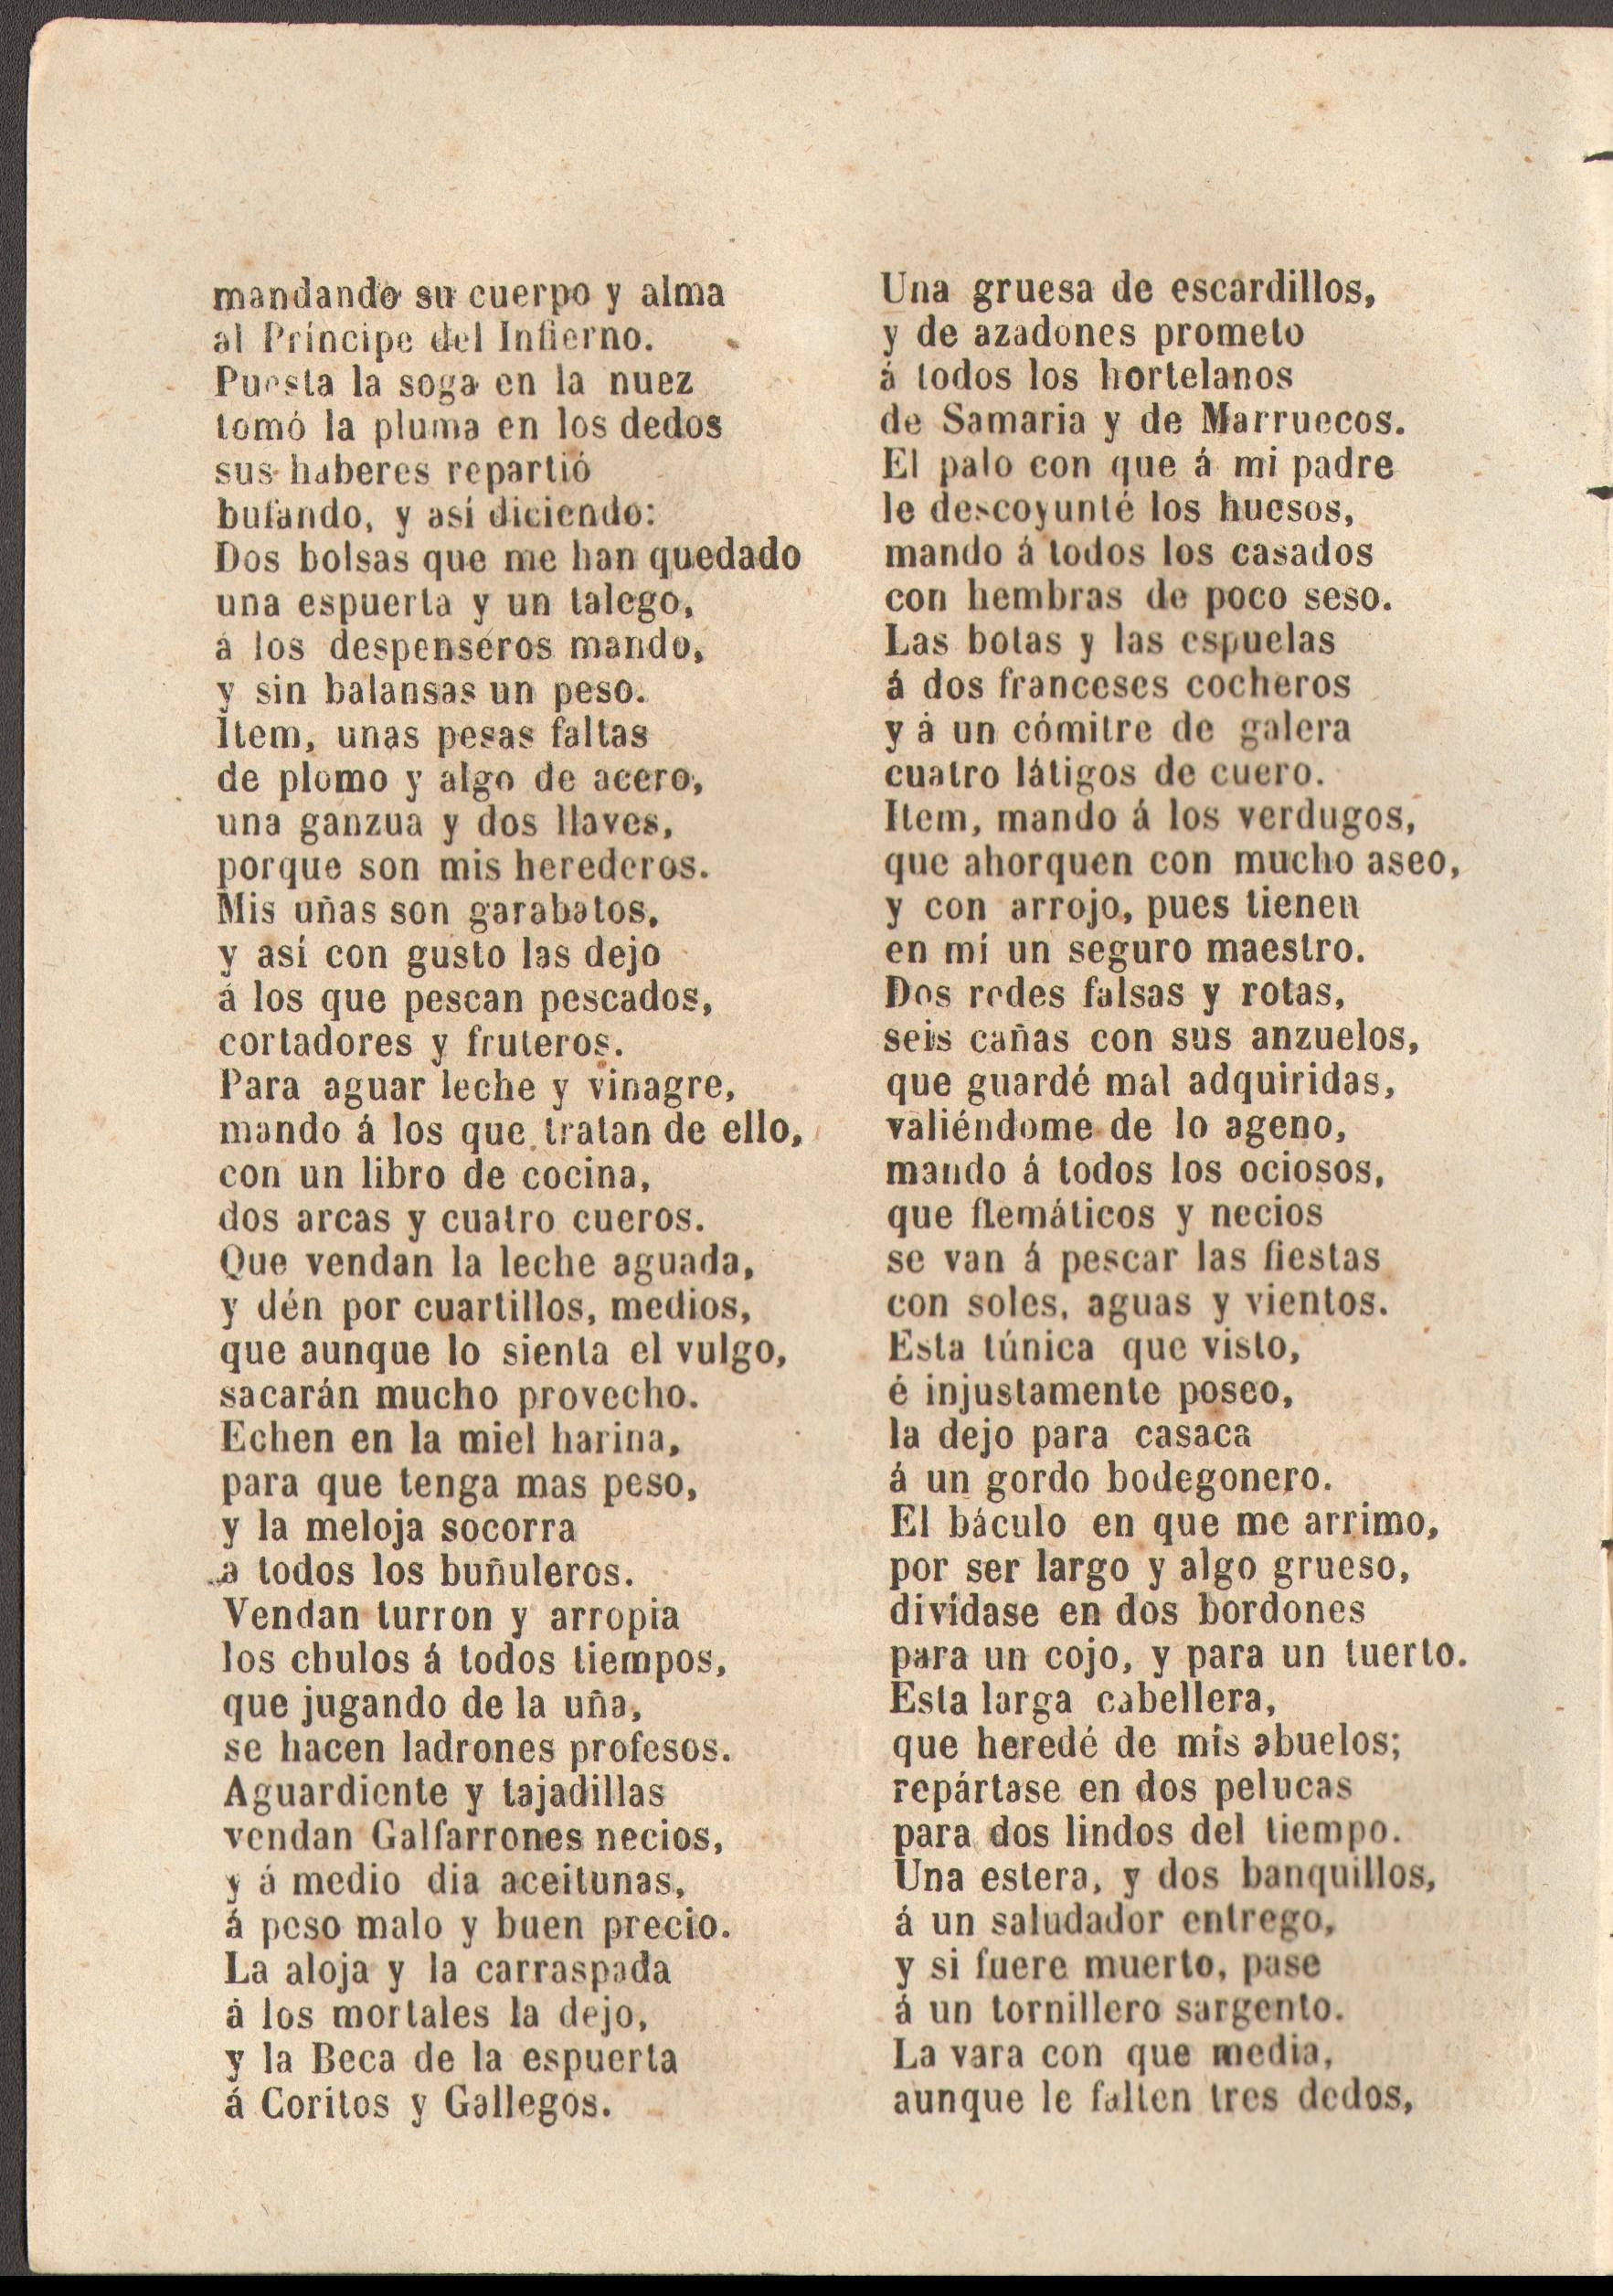 mandando su cuerpo y alma
al Príncipe del Infierno.
Puesta la soga en la nuez
tomó la pluma en los dedos
sus haberes repartió
bufando, y así diciendo:
Dos bolsas que me han quedado
una espuerta y un talego,
á los despenseros mando,
y sin balansas un peso.
Item, unas pesas faltas
de plomo y algo de acero,
una ganzua y dos llaves,
porque son mis herederos.
Mis uñas son garabatos,
y así con gusto las dejo
á los que pescan pescados,
cortadores y fruteros.
Para aguar leche y vinagre,
mando á los que tratan de ello,
con un libro de cocina,
dos arcas y cuatro cueros.
Que vendan la leche aguada,
y dén por cuartillos, medios,
que aunque lo sienta el vulgo,
sacarán mucho provecho.
Echen en la miel harina,
para que tenga mas peso,
y la meloja socorra
a todos los buñuleros.
Vendan turron y arropia
los chulos á todos tiempos,
que jugando de la uña,
se hacen ladrones profesos.
Aguardiente y tajadillas
vendan Galfarrones necios,
y á medio dia aceitunas,
á peso malo y buen precio.
La aloja y la carraspada
á los mortales la dejo,
y la Beca de la espuerta
á Coritos y Gallegos.
Una gruesa de escardillos,
y de azadones prometo
á todos los hortelanos
de Samaria y de Marruecos.
El palo con que á mi padre
le descoyunté los huesos,
mando á todos los casados
con hembras de poco seso.
Las botas y las espuelas
á dos franceses cocheros
y á un cómitre de galera
cuatro látigos de cuero.
Item, mando á los verdugos,
que ahorquen con mucho aseo,
y con arrojo, pues tienen
en mí un seguro maestro.
Dos redes falsas y rotas,
seis cañas con sus anzuelos,
que guardé mal adquiridas,
valiéndome de lo ageno,
mando á todos los ociosos,
que flemáticos y necios
se van á pescar las fiestas
con soles, aguas y vientos.
Esta túnica que visto,
é injustamente poseo,
la dejo para casaca
á un gordo bodegonero.
El báculo en que me arrimo,
por ser largo y algo grueso,
divídase en dos bordones
para un cojo, y para un tuerto.
Esta larga cabellera,
que heredé de mis abuelos;
repártase en dos pelucas
para dos lindos del tiempo.
Una estera, y dos banquillos,
á un saludador entrego,
y si fuere muerto, pase
á un tornillero sargento.
La vara con que media,
aunque le falten tres dedos,